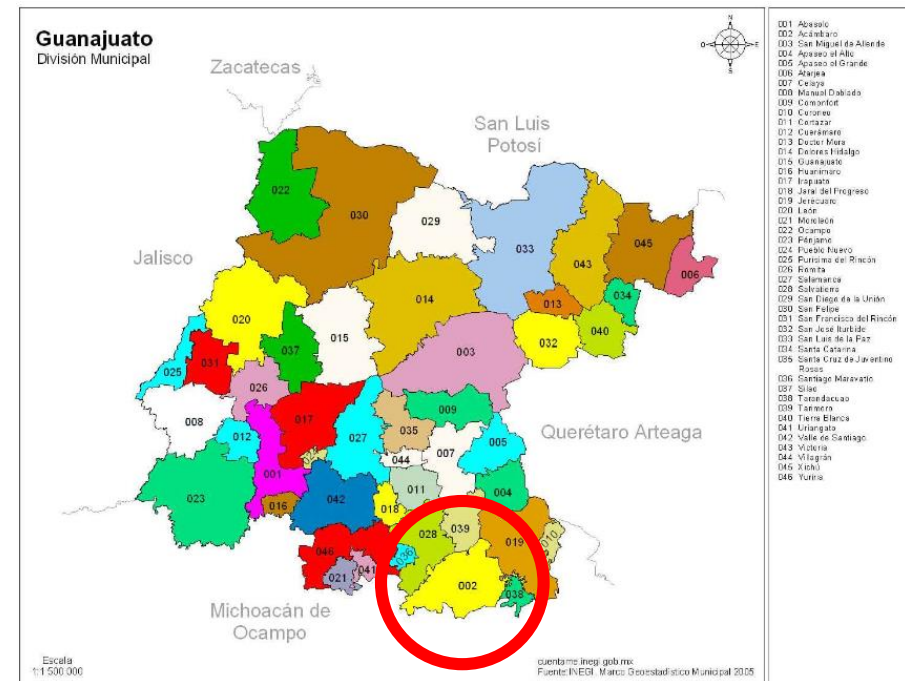 Guanajuato
División Municipal
Zacatecas
San Luis
Potosí
Jalisco
Querétaro Arteaga
Michoacán de
Ocampo
N
E
S
O
022
030
029
033
043
045
006
034
013
040
032
014
003
020
037
015
031
025
026
008
012
017
027
035
009
005
044
007
001
023
016
042
018
011
004
028
039
019
010
046
036
021
041
002
038
Escala
1:1 500 000
cuentame.inegi.gob.mx
Fuente: INEGI. Marco Geoestadístico Municipal 2005
001 Abasolo
002 Acámbaro
003 San Miguel de Allende
004 Apaseo el Alto
005 Apaseo el Grande
006 Atarjea
007 Celaya
008 Manuel Doblado
009 Comonfort
010 Coroneo
011 Cortazar
012 Cuerámaro
013 Doctor Mora
014 Dolores Hidalgo
015 Guanajuato
016 Huanímaro
017 Irapuato
018 Jaral del Progreso
019 Jerécuaro
020 León
021 Moroleón
022 Ocampo
023 Pénjamo
024 Pueblo Nuevo
025 Purísima del Rincón
026 Romita
027 Salamanca
028 Salvatierra
029 San Diego de la Unión
030 San Felipe
031 San Francisco del Rincón
032 San José Iturbide
033 San Luis de la Paz
034 Santa Catarina
035 Santa Cruz de Juventino
Rosas
036 Santiago Maravatío
037 Silao
038 Tarandacuao
039 Tarimoro
040 Tierra Blanca
041 Uriangato
042 Valle de Santiago
043 Victoria
044 Villagrán
045 Xichú
046 Yuriria